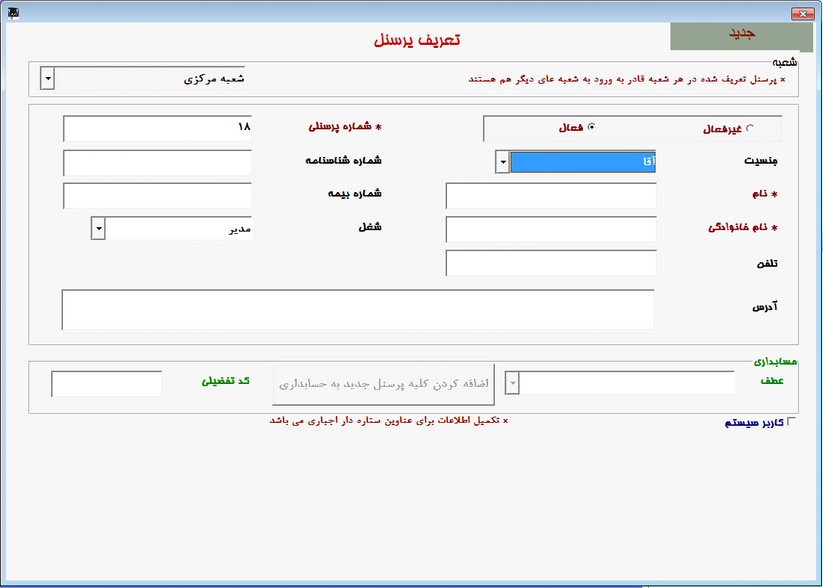 جدید
تعریف پرسنل
شعبه
* پرسنل تعریف شده در هر شعبه قادر به ورود به شعبه های دیگر هم هستند
شعبه مرکزی
غیرفعال
فعال
* شماره پرسنلی
۱۸
جنسیت
آقا
شماره شناسنامه
* نام
شماره بیمه
* نام خانوادگی
شغل
مدیر
تلفن
آدرس
حسابداری
عطف
اضافه کردن کلیه پرسنل جدید به حسابداری
کد تفضیلی
* تکمیل اطلاعات برای عناوین ستاره دار اجباری می باشد
کاربر سیستم